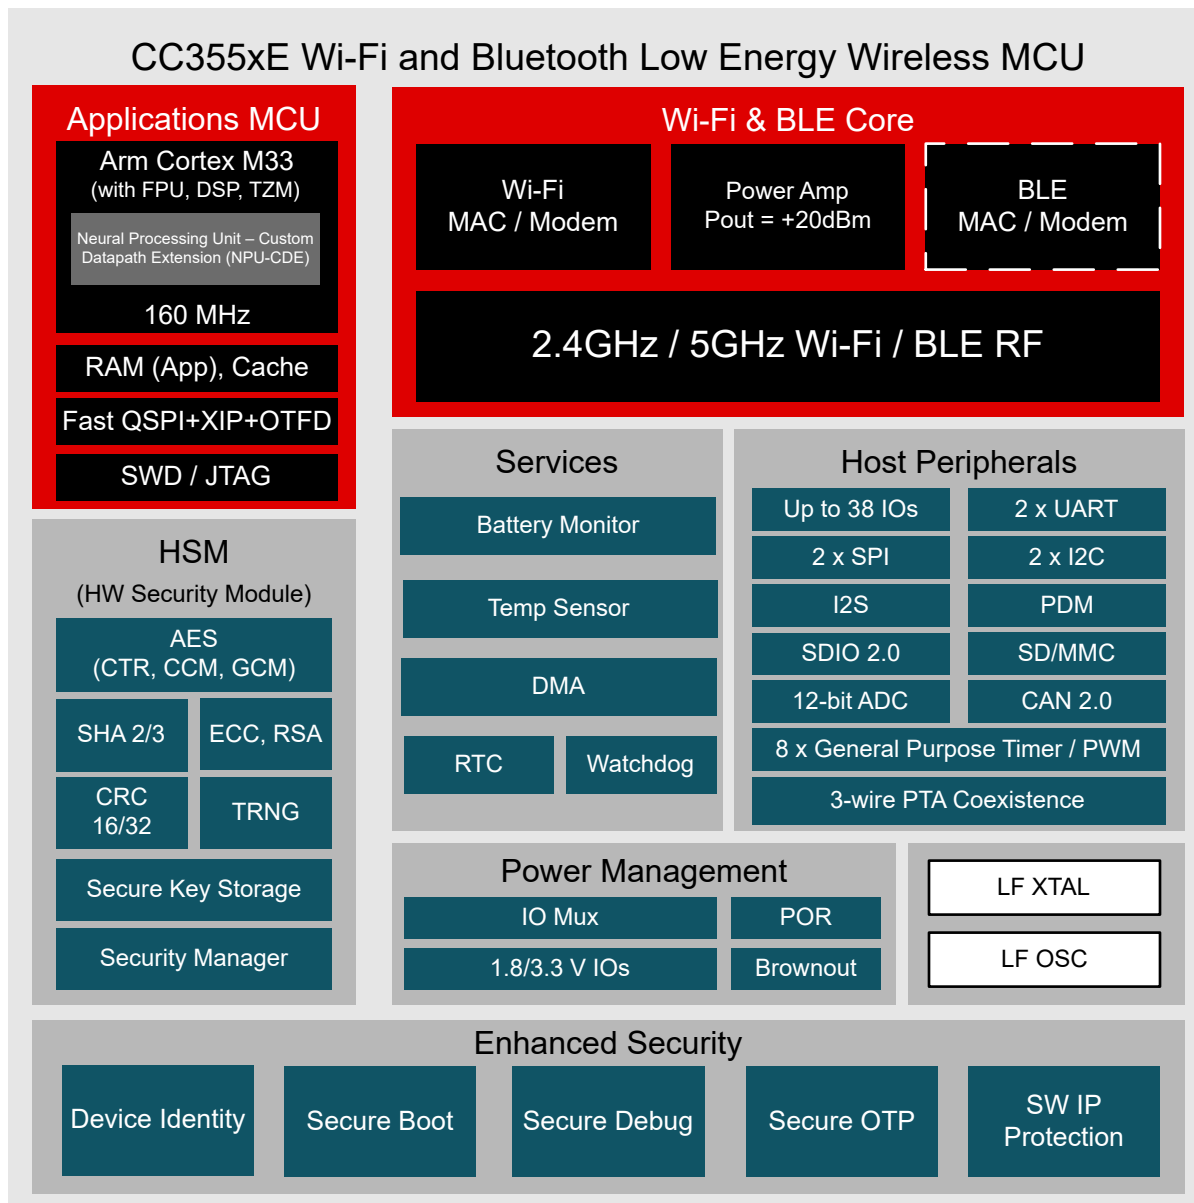 CC355xE Wi-Fi and Bluetooth Low Energy Wireless MCU
Applications MCU
Arm Cortex M33
(with FPU, DSP, TZM)
Neural Processing Unit – Custom
Datapath Extension (NPU-CDE)
160 MHz
RAM (App), Cache
Fast QSPI+XIP+OTFD
SWD / JTAG
Wi-Fi & BLE Core
Wi-Fi
MAC / Modem
Power Amp
Pout = +20dBm
BLE
MAC / Modem
2.4GHz / 5GHz Wi-Fi / BLE RF
HSM
(HW Security Module)
AES
(CTR, CCM, GCM)
SHA 2/3
ECC, RSA
CRC
16/32
TRNG
Secure Key Storage
Security Manager
Services
Battery Monitor
Temp Sensor
DMA
RTC
Watchdog
Host Peripherals
Up to 38 IOs
2 x UART
2 x SPI
2 x I2C
I2S
PDM
SDIO 2.0
SD/MMC
12-bit ADC
CAN 2.0
8 x General Purpose Timer / PWM
3-wire PTA Coexistence
Power Management
IO Mux
POR
1.8/3.3 V IOs
Brownout
LF XTAL
LF OSC
Enhanced Security
Device Identity
Secure Boot
Secure Debug
Secure OTP
SW IP
Protection